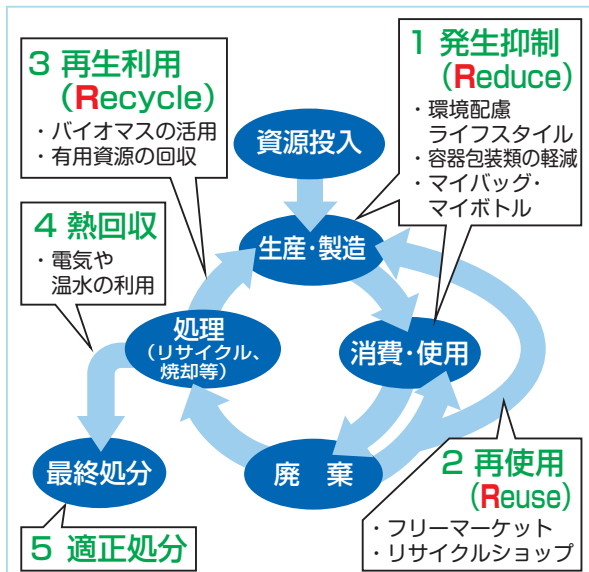 1 発生抑制
(Reduce)
・環境配慮
ライフスタイル
・容器包装類の軽減
・マイバッグ・
マイボトル
3 再生利用
(Recycle)
・バイオマスの活用
・有用資源の回収
資源投入
生産・製造
4 熱回収
・電気や
温水の利用
処理
(リサイクル、
焼却等)
消費・使用
最終処分
廃　棄
2 再使用
(Reuse)
・フリーマーケット
・リサイクルショップ
5 適正処分